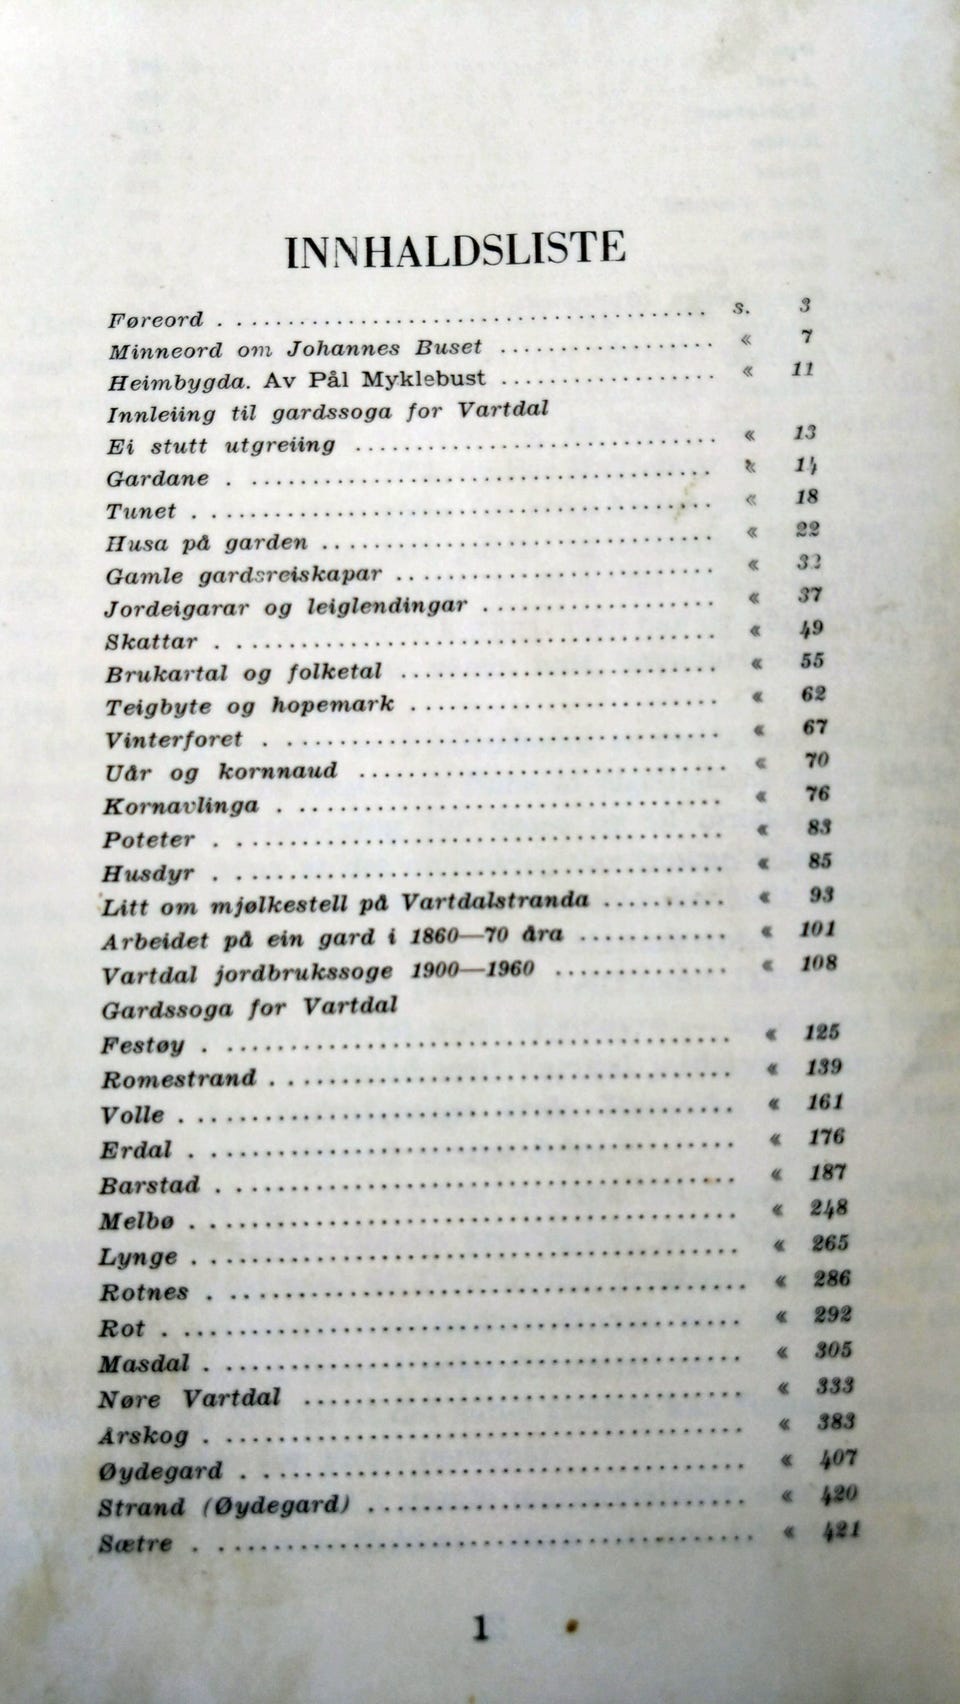 INNHALDSLISTE
Føreord . . . . . . . . . . . . . . . . . . . . s. 3
Minneord om Johannes Buset . . . . . . . . . . « 7
Heimbygda. Av Pål Myklebust . . . . . . . . . . « 11
Innleiing til gardssoga for Vartdal
Ei stutt utgreiing . . . . . . . . . . « 13
Gardane . . . . . . . . . . « 14
Tunet . . . . . . . . . . « 18
Husa på garden . . . . . . . . . . « 22
Gamle gardsreiskapar . . . . . . . . . . « 32
Jordeigarar og leiglendingar . . . . . . . . . . « 37
Skattar . . . . . . . . . . « 49
Brukartal og folketal . . . . . . . . . . « 55
Teigbyte og hopemark . . . . . . . . . . « 62
Vinterforet . . . . . . . . . . « 67
Uår og kornnaud . . . . . . . . . . « 70
Kornavlinga . . . . . . . . . . « 76
Poteter . . . . . . . . . . « 83
Husdyr . . . . . . . . . . « 85
Litt om mjølkestell på Vartdalstranda . . . . . . . . . . « 93
Arbeidet på ein gard i 1860—70 åra . . . . . . . . . . « 101
Vartdal jordbrukssoge 1900—1960 . . . . . . . . . . « 108
Gardssoga for Vartdal
Festøy . . . . . . . . . . « 125
Romestrand . . . . . . . . . . « 139
Volle . . . . . . . . . . « 161
Erdal . . . . . . . . . . « 176
Barstad . . . . . . . . . . « 187
Melbø . . . . . . . . . . « 248
Lynge . . . . . . . . . . « 265
Rotnes . . . . . . . . . . « 286
Rot . . . . . . . . . . « 292
Masdal . . . . . . . . . . « 305
Nøre Vartdal . . . . . . . . . . « 333
Årskog . . . . . . . . . . « 383
Øydegard . . . . . . . . . . « 407
Strand (Øydegard) . . . . . . . . . . « 420
Sætre . . . . . . . . . . « 421
1